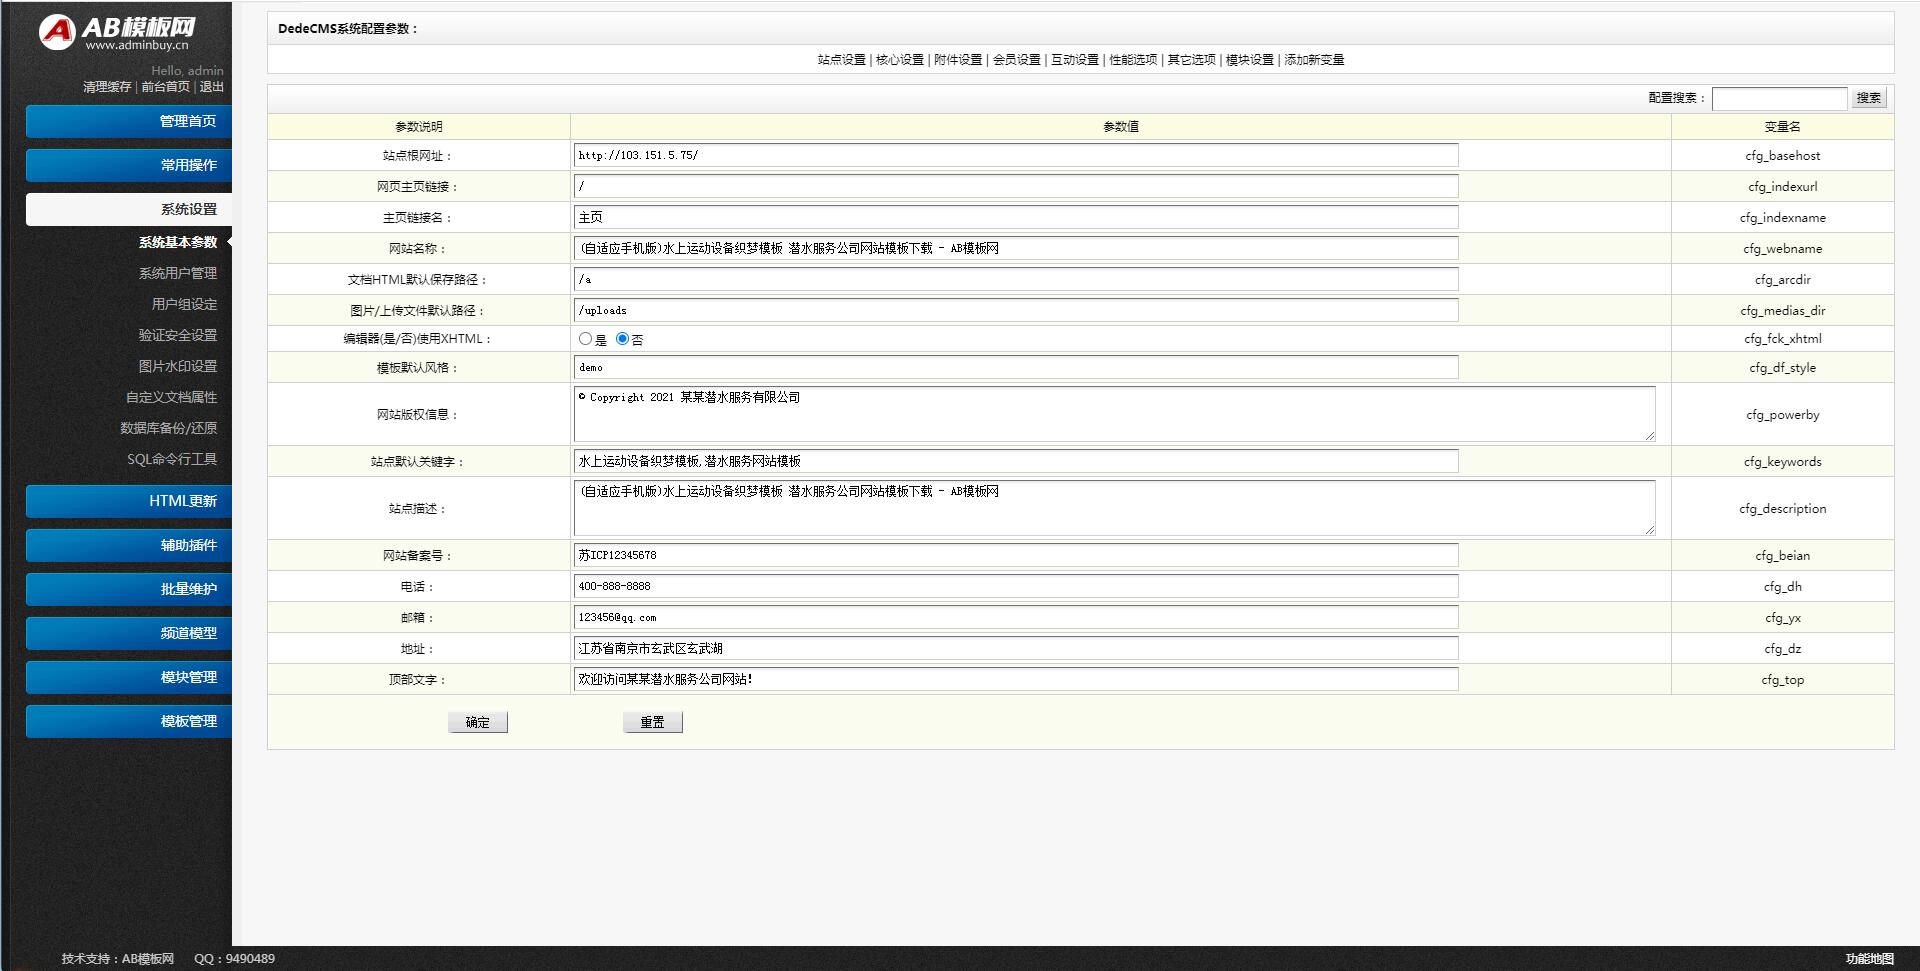 AB模板网
www.adminbuy.cn
Hello, admin
清理缓存 | 前台首页 | 退出
管理首页
常用操作
系统设置
系统基本参数
系统用户管理
用户组设定
验证安全设置
图片水印设置
自定义文档属性
数据库备份/还原
SQL命令行工具
HTML更新
辅助插件
批量维护
频道模型
模块管理
模板管理
DedeCMS系统配置参数：
站点设置 | 核心设置 | 附件设置 | 会员设置 | 互动设置 | 性能选项 | 其它选项 | 模块设置 | 添加新变量
配置搜索： 搜索
参数说明 参数值 变量名
站点根网址： http://103.151.5.75/ cfg_basehost
网页主页链接： / cfg_indexurl
主页链接名： 主页 cfg_indexname
网站名称： (自适应手机版)水上运动设备织梦模板 潜水服务公司网站模板下载 - AB模板网 cfg_webname
文档HTML默认保存路径： /a cfg_arcdir
图片/上传文件默认路径： /uploads cfg_medias_dir
编辑器(是/否)使用XHTML： 是 否 cfg_fck_xhtml
模板默认风格： demo cfg_df_style
网站版权信息： © Copyright 2021 某某潜水服务有限公司 cfg_powerby
站点默认关键字： 水上运动设备织梦模板,潜水服务网站模板 cfg_keywords
站点描述： (自适应手机版)水上运动设备织梦模板 潜水服务公司网站模板下载 - AB模板网 cfg_description
网站备案号： 苏ICP12345678 cfg_beian
电话： 400-888-8888 cfg_dh
邮箱： 123456@qq.com cfg_yx
地址： 江苏省南京市玄武区玄武湖 cfg_dz
顶部文字： 欢迎访问某某潜水服务公司网站! cfg_top
确定 重置
技术支持：AB模板网 QQ：9490489 功能地图